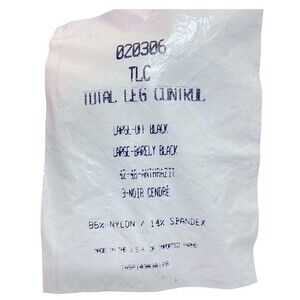 020306
TLC
TOTAL LEG CONTROL
LARGE-OFF BLACK
LARGE-BARELY BLACK
42-46-ANTHRAZIT
3-NOIR CENDRE
86% NYLON / 14% SPANDEX
MADE IN THE U.S.A. OF IMPORTED YARNS